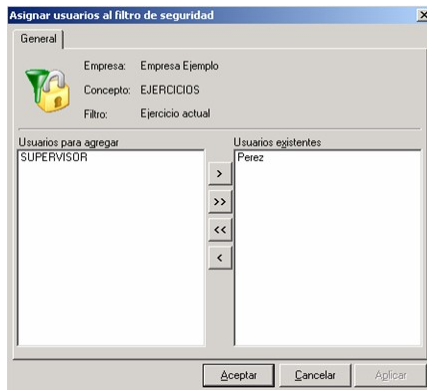 Asignar usuarios al filtro de seguridad
General
Empresa: Empresa Ejemplo
Concepto: EJERCICIOS
Filtro: Ejercicio actual
Usuarios para agregar
Usuarios existentes
SUPERVISOR
Perez
>
>>
<<
<
Aceptar
Cancelar
Aplicar